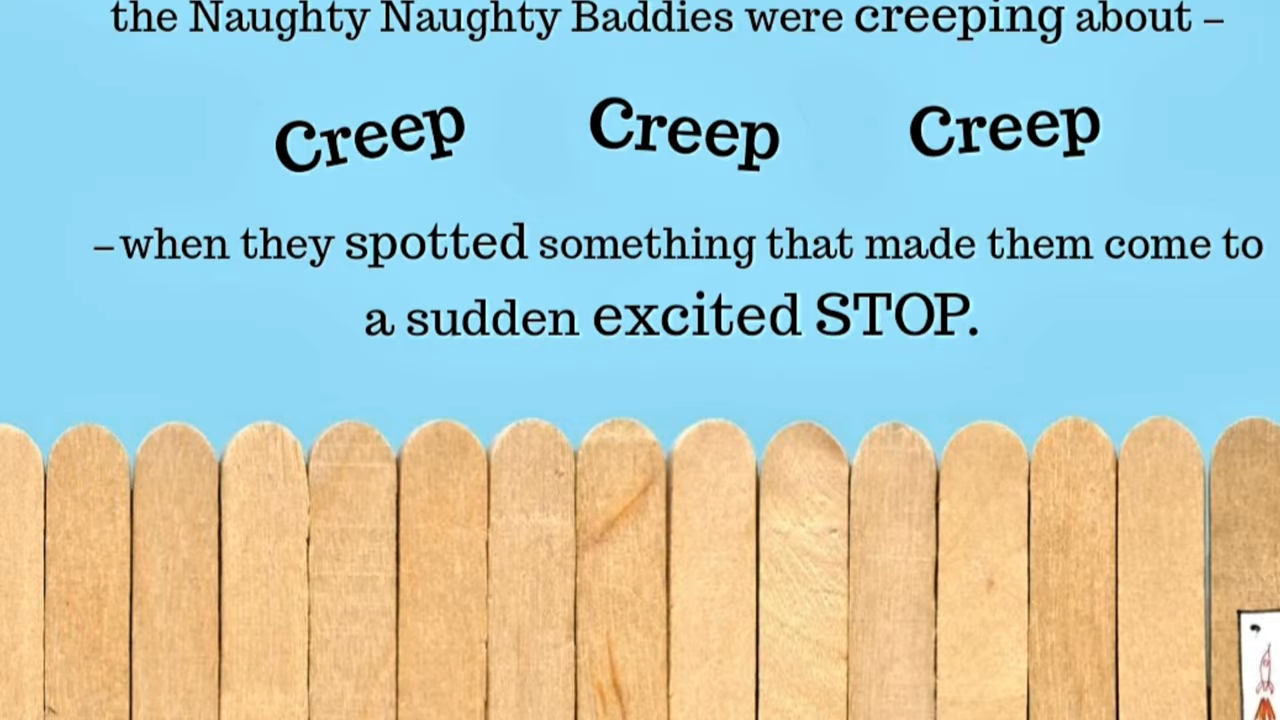 the Naughty Naughty Baddies were creeping about –
Creep Creep Creep
– when they spotted something that made them come to
a sudden excited STOP.